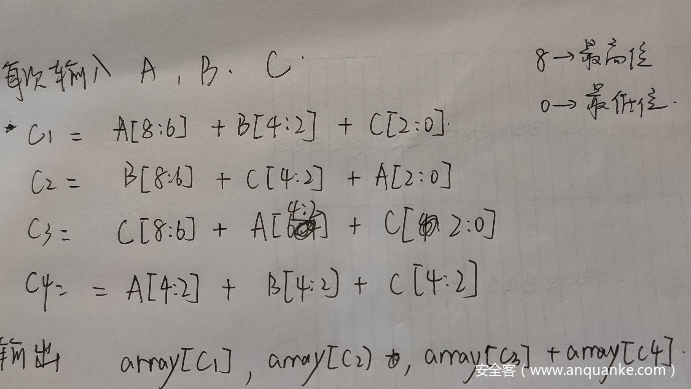 每次输入 A, B. C.
8→最高位
0→最低位.
C1 = A[8:6] + B[4:2] + C[2:0].
C2 = B[8:6] + C[4:2] + A[2:0]
C3 = C[8:6] + A[4:2] + C[2:0]
C4= = A[4:2] + B[4:2] + C[4:2]
输出 array[C1], array[C2) , array[C3] + array[C4].
安全客(www.anquanke.com)